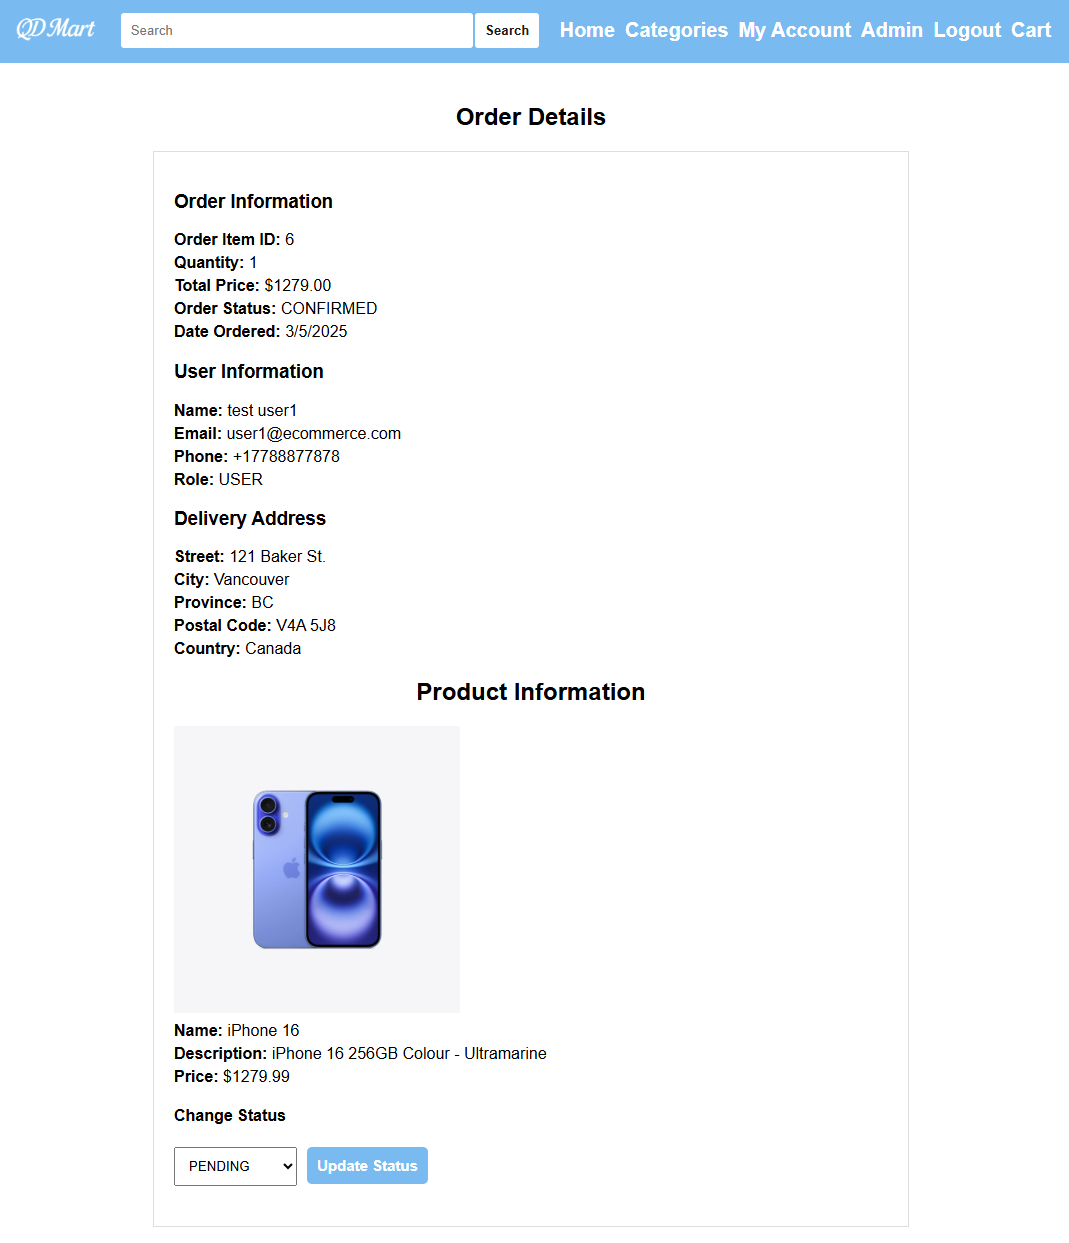 QD Mart
Search
Search
Home Categories My Account Admin Logout Cart
Order Details
Order Information
Order Item ID: 6
Quantity: 1
Total Price: $1279.00
Order Status: CONFIRMED
Date Ordered: 3/5/2025
User Information
Name: test user1
Email: user1@ecommerce.com
Phone: +17788877878
Role: USER
Delivery Address
Street: 121 Baker St.
City: Vancouver
Province: BC
Postal Code: V4A 5J8
Country: Canada
Product Information
Name: iPhone 16
Description: iPhone 16 256GB Colour - Ultramarine
Price: $1279.99
Change Status
PENDING
Update Status